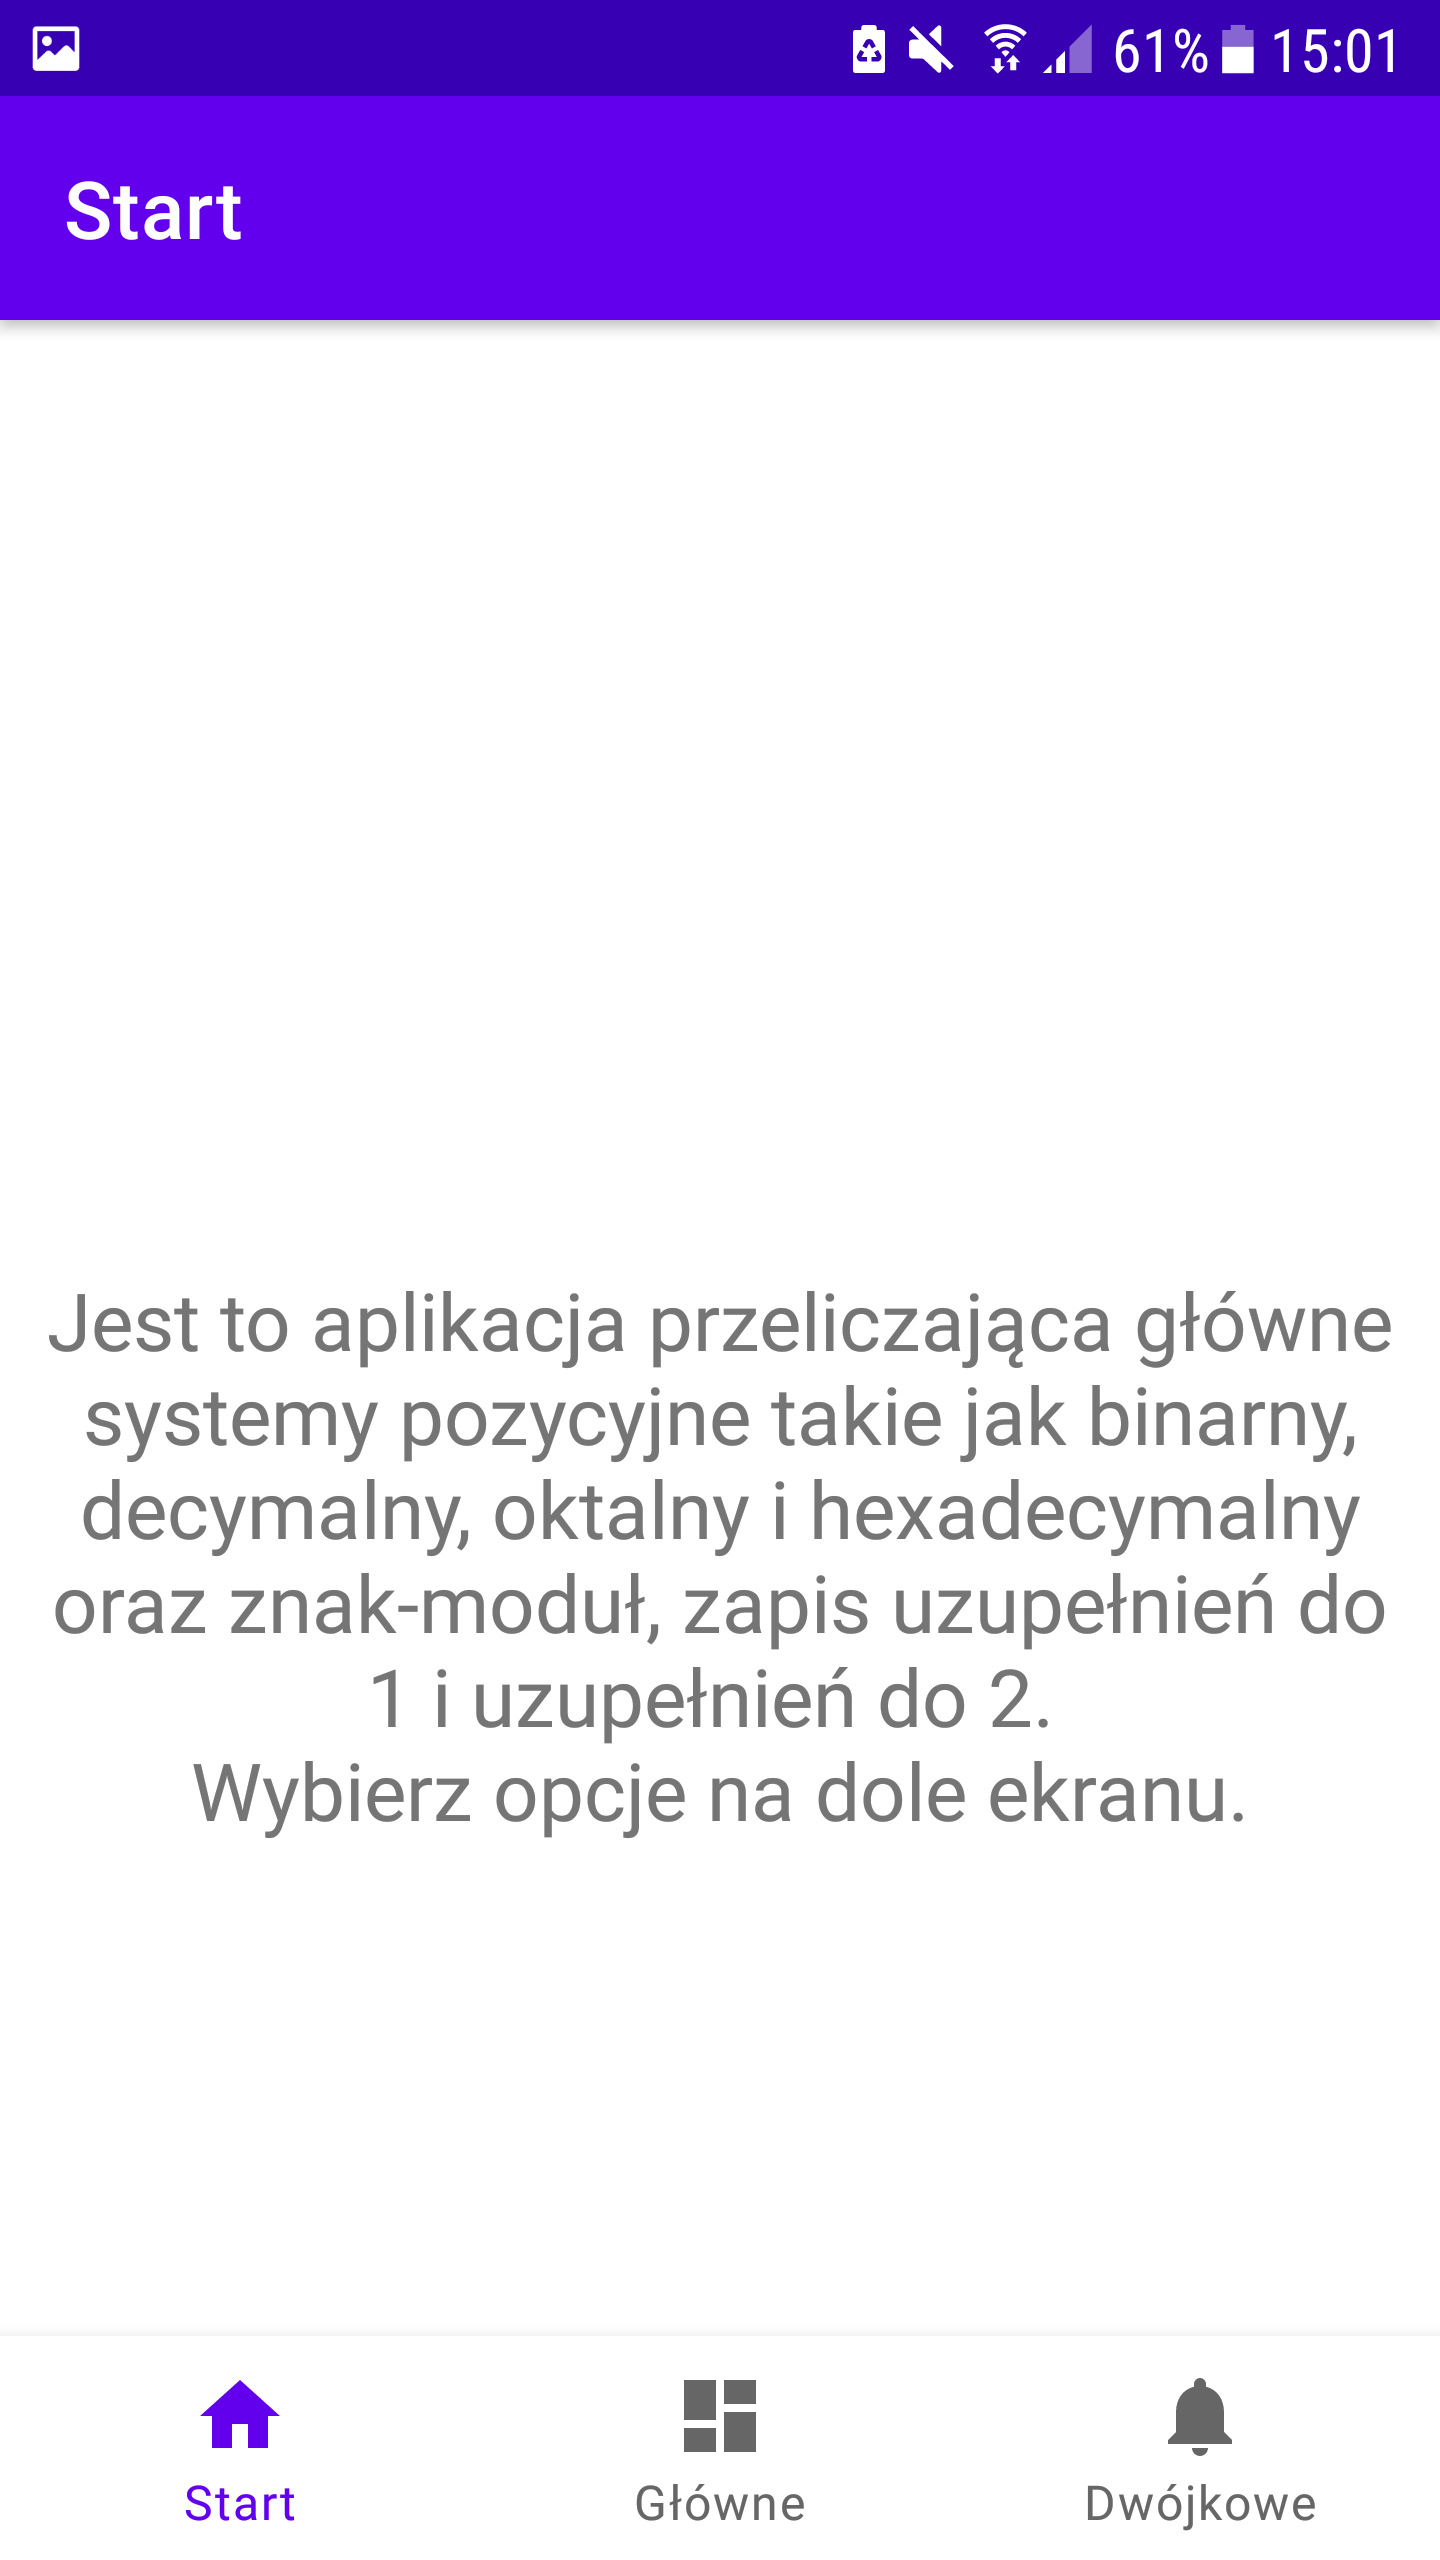 61% 15:01
Start
Jest to aplikacja przeliczająca główne
systemy pozycyjne takie jak binarny,
decymalny, oktalny i hexadecymalny
oraz znak-moduł, zapis uzupełnień do
1 i uzupełnień do 2.
Wybierz opcje na dole ekranu.
Start Główne Dwójkowe